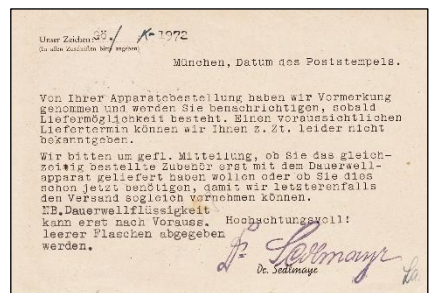 Unser Zeichen: Gö./ K-1972
(In allen Zuschriften bitte angeben)
München, Datum des Poststempels.
Von Ihrer Apparatebestellung haben wir Vormerkung
genommen und werden Sie benachrichtigen, sobald
Liefermöglichkeit besteht. Einen voraussichtlichen
Liefertermin können wir Ihnen z. Zt. leider nicht
bekanntgeben.
Wir bitten um gefl. Mitteilung, ob Sie das gleich-
zeitig bestellte Zubehör erst mit dem Dauerwell-
apparat geliefert haben wollen oder ob Sie dies
schon jetzt benötigen, damit wir letzterenfalls
den Versand sogleich vornehmen können.
NB.Dauerwellflüssigkeit
kann erst nach Vorauss. Hochachtungsvoll!
leerer Flaschen abgegeben
werden.
Dr. Sedlmayr
Dr. Sedlmayr